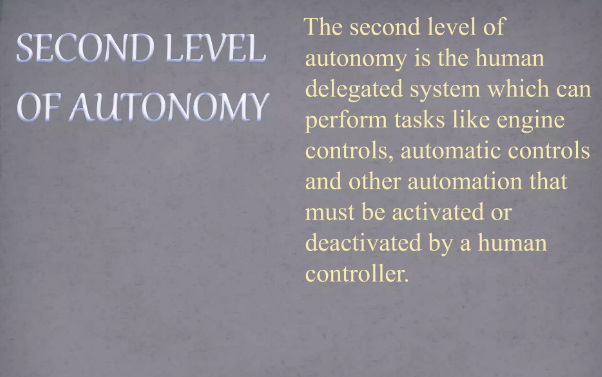 SECOND LEVEL
OF AUTONOMY
The second level of
autonomy is the human
delegated system which can
perform tasks like engine
controls, automatic controls
and other automation that
must be activated or
deactivated by a human
controller.